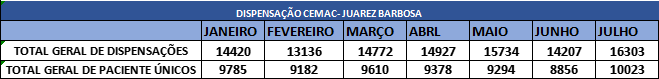 DISPENSAÇÃO CEMAC- JUAREZ BARBOSA
JANEIRO FEVEREIRO MARÇO ABRL MAIO JUNHO JULHO
TOTAL GERAL DE DISPENSAÇÕES 14420 13136 14772 14927 15734 14207 16303
TOTAL GERAL DE PACIENTE ÚNICOS 9785 9182 9610 9378 9294 8856 10023